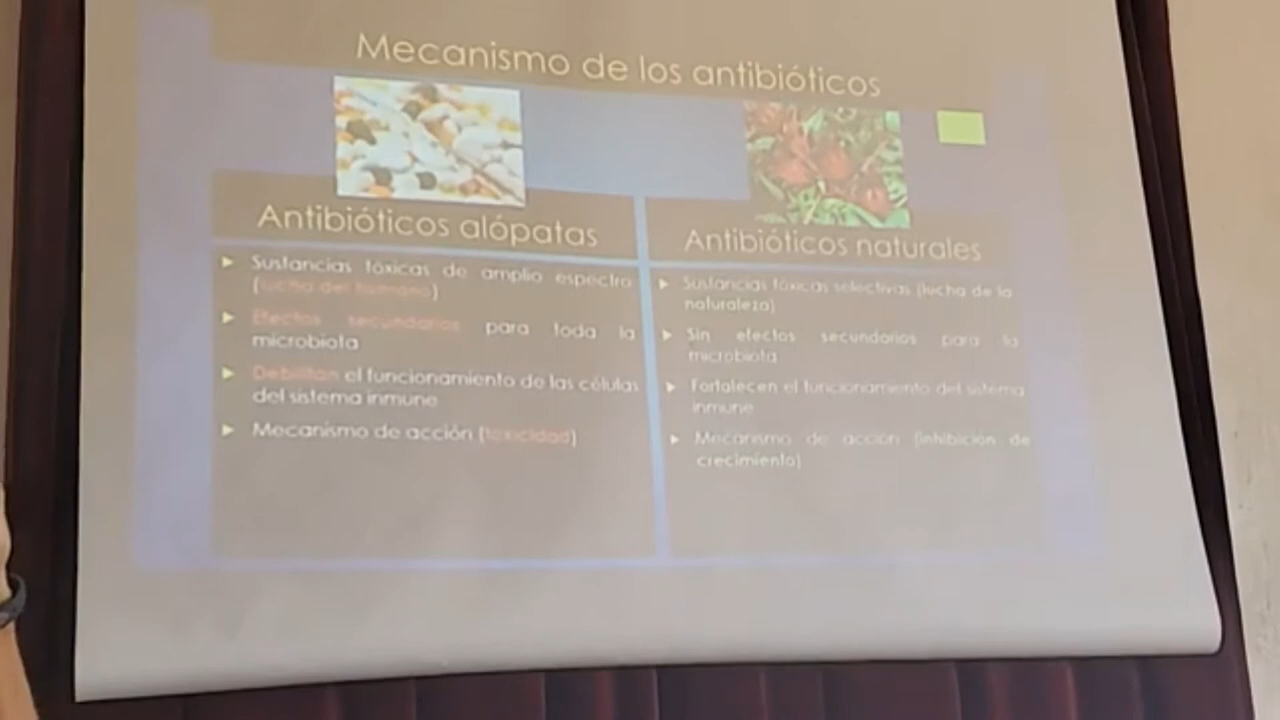 Mecanismo de los antibióticos
Antibióticos alópatas
Sustancias tóxicas de amplio espectro
(lucha del humano)
Efectos secundarios para toda la
microbiota
Debilitan el funcionamiento de las células
del sistema inmune
Mecanismo de acción (toxicidad)
Antibióticos naturales
Sustancias tóxicas selectivas (lucha de la
naturaleza)
Sin efectos secundarios para la
microbiota
Fortalecen el funcionamiento del sistema
inmune
Mecanismo de acción (inhibición de
crecimiento)